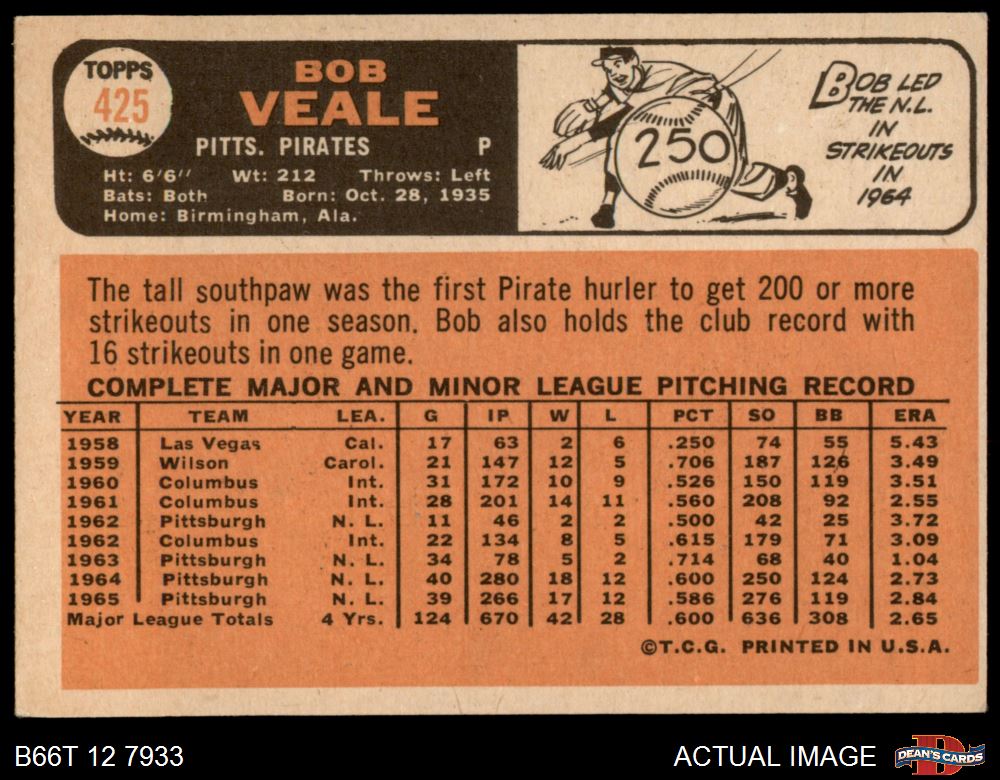 TOPPS
425
BOB
VEALE
PITTS. PIRATES P
Ht: 6'6" Wt: 212 Throws: Left
Bats: Both Born: Oct. 28, 1935
Home: Birmingham, Ala.
250
BOB LED
THE N.L.
IN
STRIKEOUTS
IN
1964
The tall southpaw was the first Pirate hurler to get 200 or more
strikeouts in one season. Bob also holds the club record with
16 strikeouts in one game.
COMPLETE MAJOR AND MINOR LEAGUE PITCHING RECORD
YEAR TEAM LEA. G IP W L PCT SO BB ERA
1958 Las Vegas Cal. 17 63 2 6 .250 74 55 5.43
1959 Wilson Carol. 21 147 12 5 .706 187 126 3.49
1960 Columbus Int. 31 172 10 9 .526 150 119 3.51
1961 Columbus Int. 28 201 14 11 .560 208 92 2.55
1962 Pittsburgh N. L. 11 46 2 2 .500 42 25 3.72
1962 Columbus Int. 22 134 8 5 .615 179 71 3.09
1963 Pittsburgh N. L. 34 78 5 2 .714 68 40 1.04
1964 Pittsburgh N. L. 40 280 18 12 .600 250 124 2.73
1965 Pittsburgh N. L. 39 266 17 12 .586 276 119 2.84
Major League Totals 4 Yrs. 124 670 42 28 .600 636 308 2.65
©T.C.G. PRINTED IN U.S.A.
B66T 12 7933
ACTUAL IMAGE
D
DEAN'S CARDS